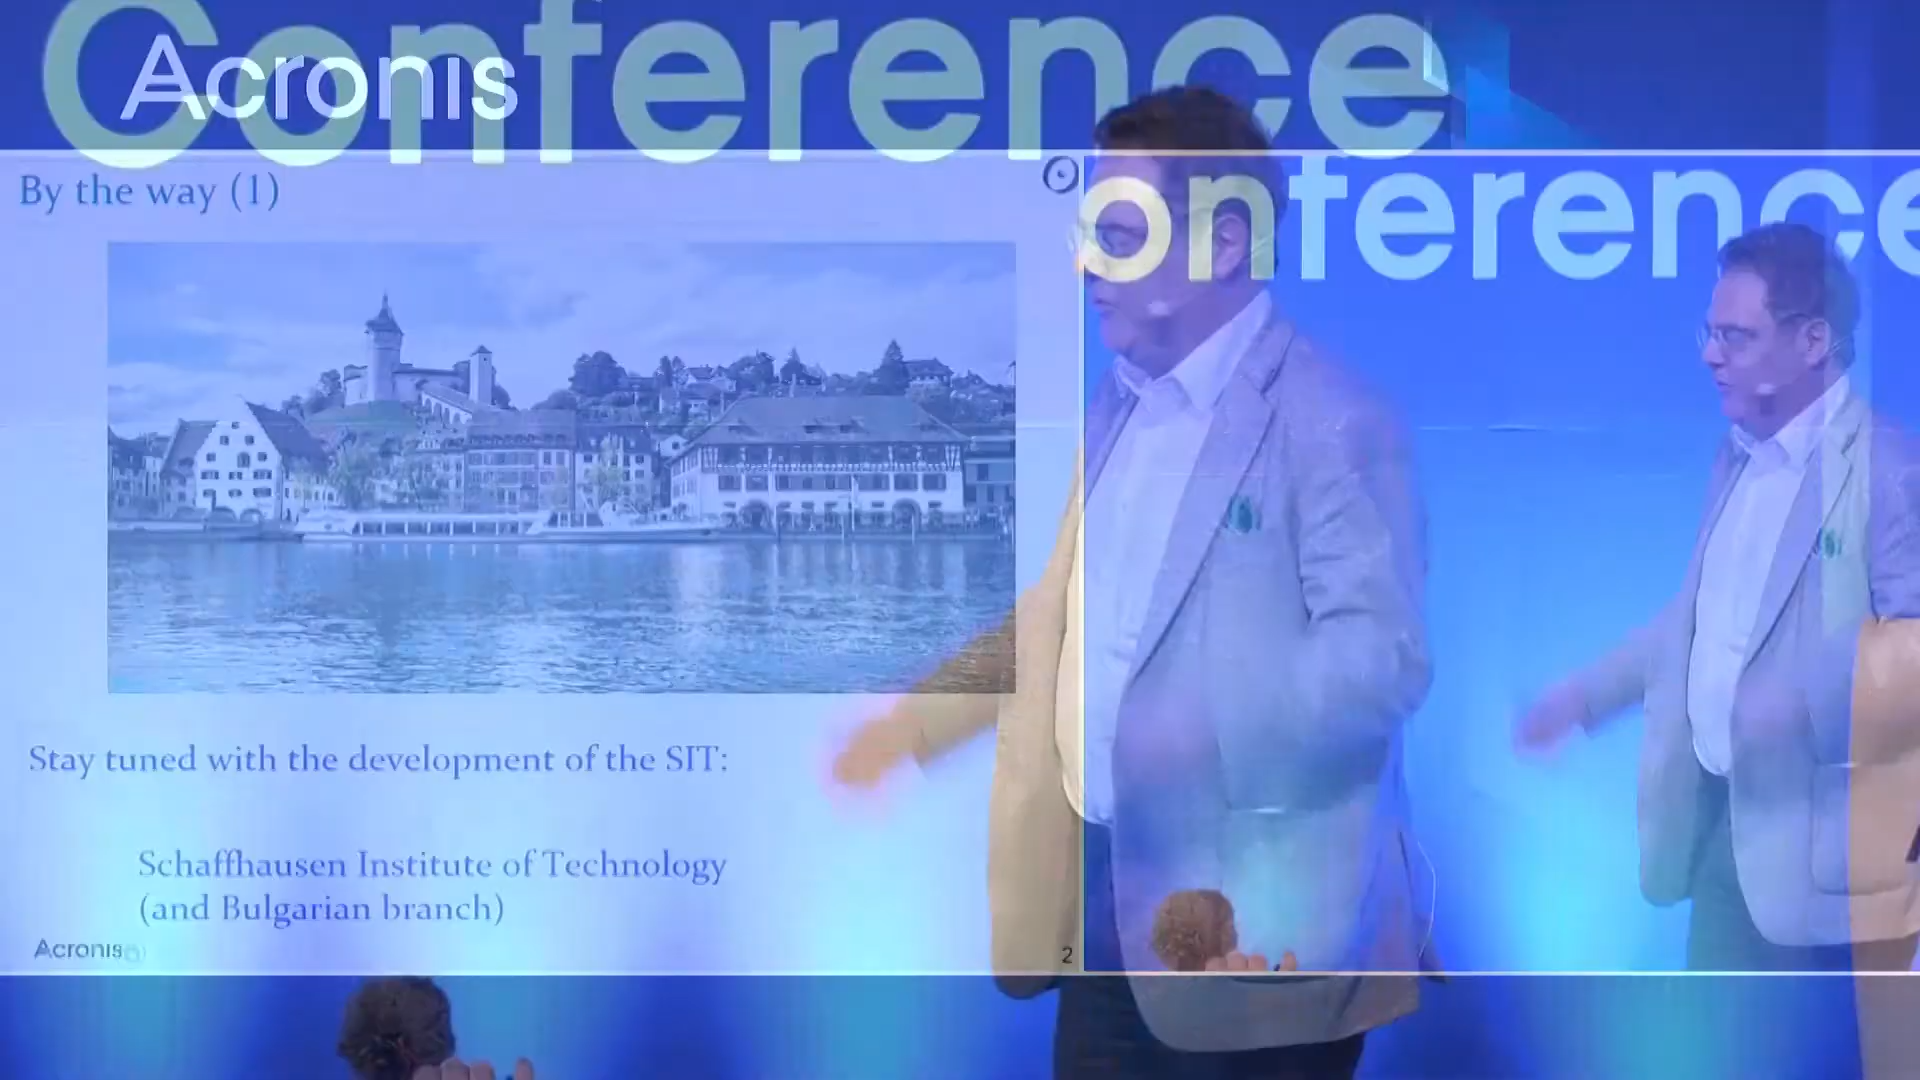 Conference
Acronis
By the way (1)
onference
Stay tuned with the development of the SIT:
Schaffhausen Institute of Technology
(and Bulgarian branch)
Acronis
2